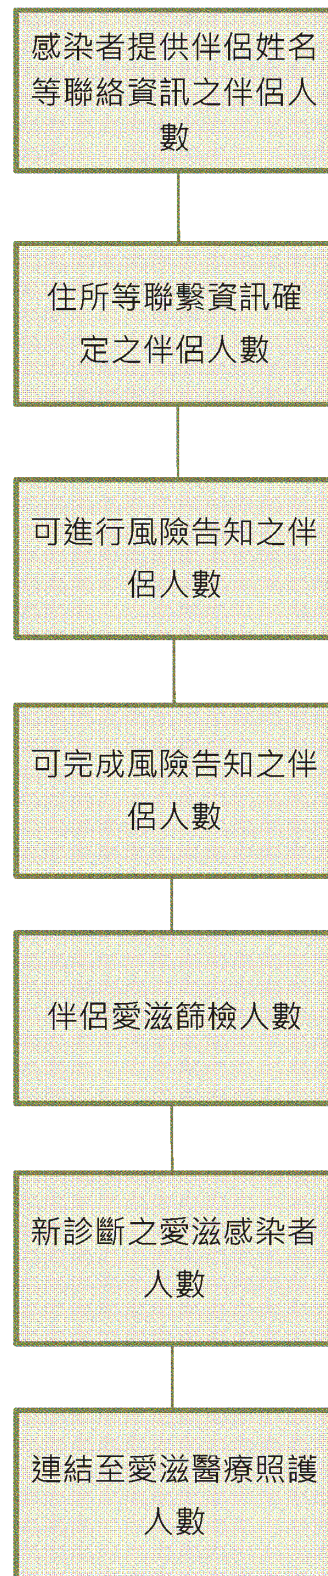 感染者提供伴侶姓名
等聯絡資訊之伴侶人
數
住所等聯繫資訊確
定之伴侶人數
可進行風險告知之伴
侶人數
可完成風險告知之伴
侶人數
伴侶愛滋篩檢人數
新診斷之愛滋感染者
人數
連結至愛滋醫療照護
人數